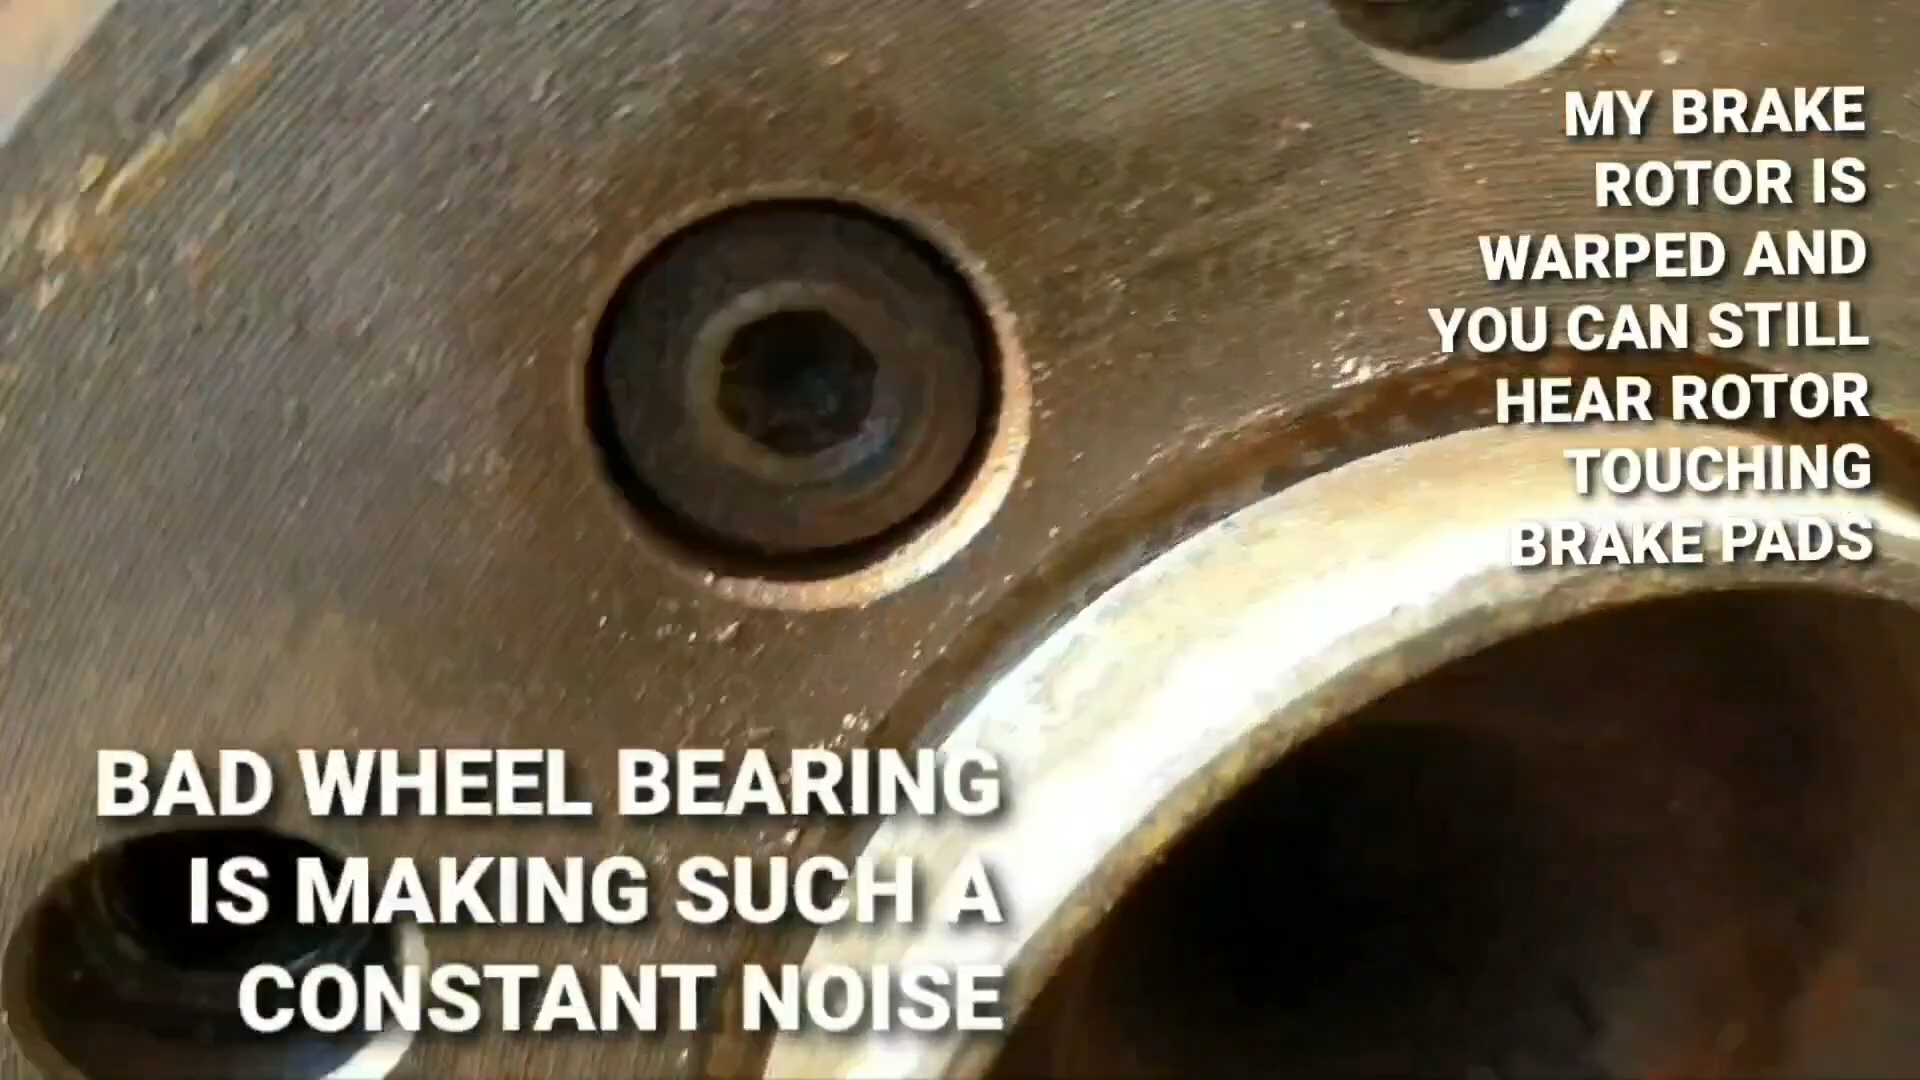 MY BRAKE
ROTOR IS
WARPED AND
YOU CAN STILL
HEAR ROTOR
TOUCHING
BRAKE PADS
BAD WHEEL BEARING
IS MAKING SUCH A
CONSTANT NOISE